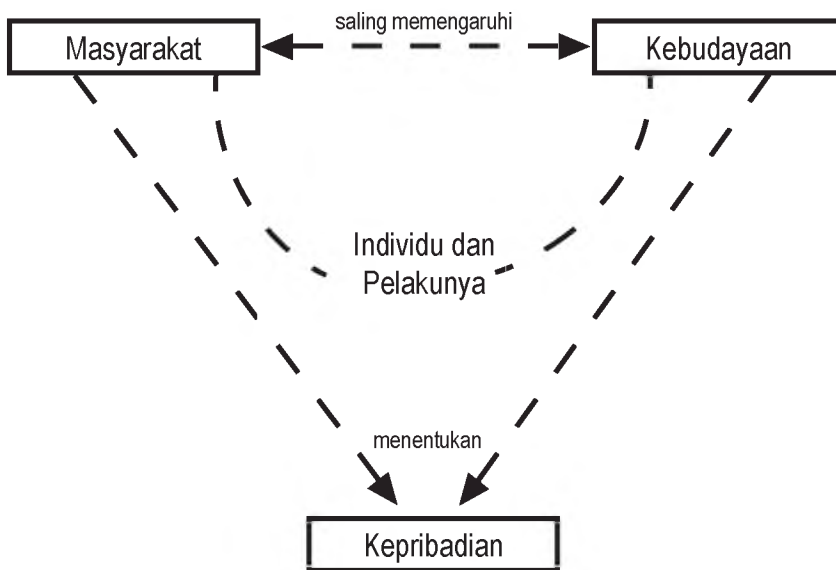 saling memengaruhi
Masyarakat
Kebudayaan
Individu dan
Pelakunya
menentukan
Kepribadian